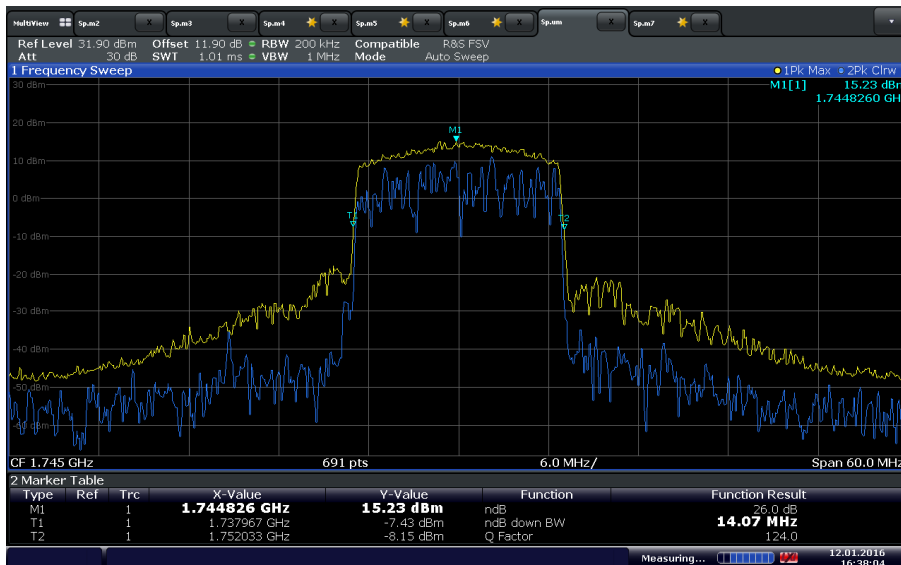 MultiView Sp.m2 x Sp.m3 x Sp.m4 x Sp.m5 x Sp.m6 x Sp.um x Sp.m7 x
Ref Level 31.90 dBm Offset 11.90 dB RBW 200 kHz Compatible R&S FSV
Att 30 dB SWT 1.01 ms VBW 1 MHz Mode Auto Sweep
1 Frequency Sweep 1Pk Max 2Pk Clrw
M1[1] 15.23 dBm
1.7448260 GH
30 dBm
20 dBm
M1
10 dBm
0 dBm
T1 T2
-10 dBm
-20 dBm
-30 dBm
-40 dBm
-50 dBm
-60 dBm
CF 1.745 GHz 691 pts 6.0 MHz/ Span 60.0 MHz
2 Marker Table
Type Ref Trc X-Value Y-Value Function Function Result
M1 1 1.744826 GHz 15.23 dBm ndB 26.0 dB
T1 1 1.737967 GHz -7.43 dBm ndB down BW 14.07 MHz
T2 1 1.752033 GHz -8.15 dBm Q Factor 124.0
Measuring... 12.01.2016
16:38:04